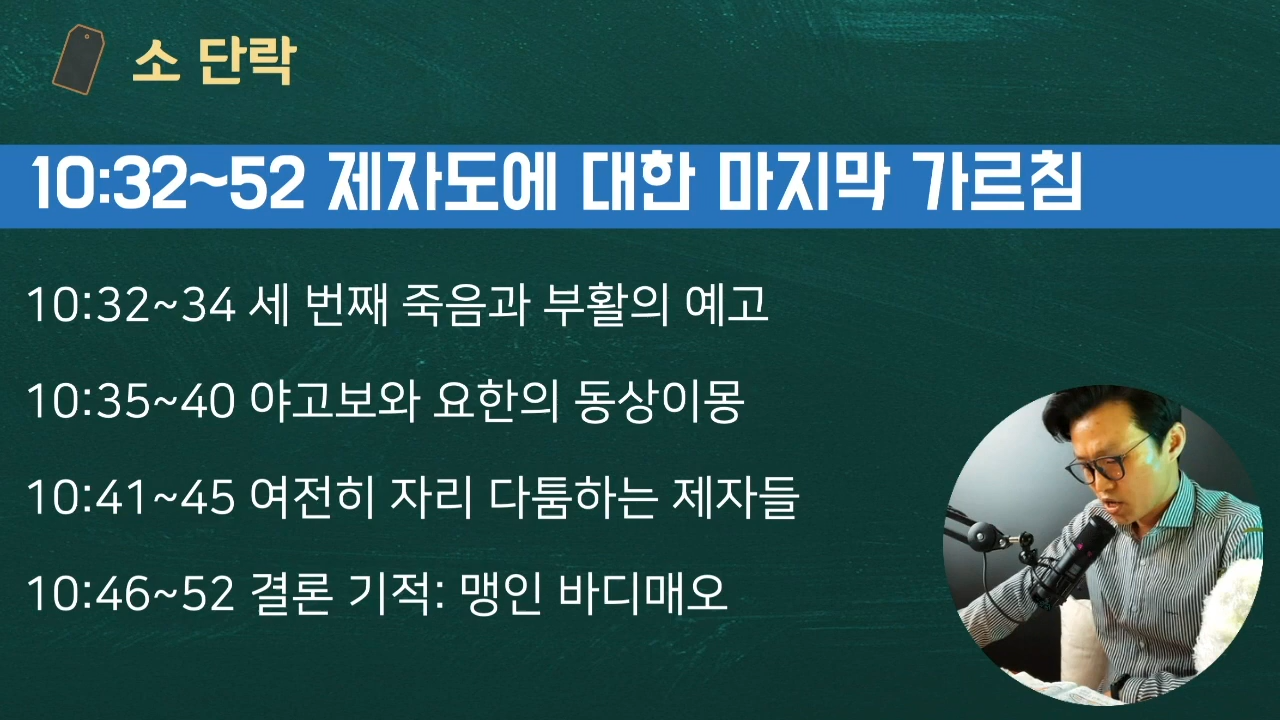 소 단락
10:32~52 제자도에 대한 마지막 가르침
10:32~34 세 번째 죽음과 부활의 예고
10:35~40 야고보와 요한의 동상이몽
10:41~45 여전히 자리 다툼하는 제자들
10:46~52 결론 기적: 맹인 바디매오